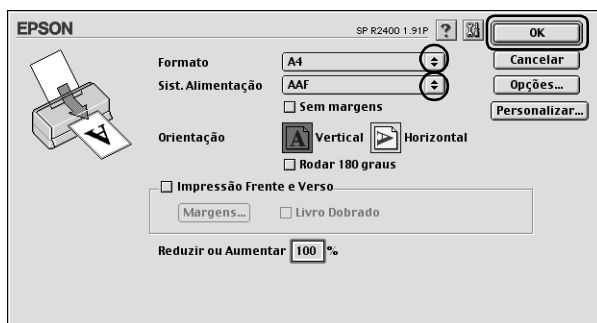 EPSON
SP R2400 1.91P ? OK
Formato A4 Cancelar
Sist. Alimentação AAF Opções...
Sem margens Personalizar...
Orientação A Vertical A Horizontal
Rodar 180 graus
Impressão Frente e Verso
Margens... Livro Dobrado
Reduzir ou Aumentar 100 %
A